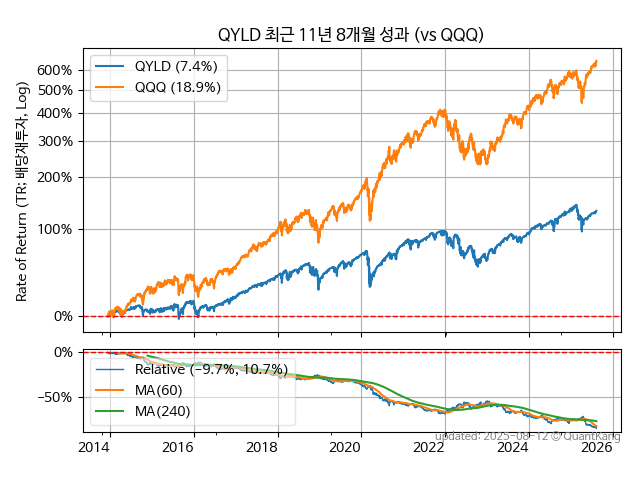 QYLD 최근 11년 8개월 성과 (vs QQQ)
Rate of Return (TR; 배당재투자, Log)
600%
500%
400%
300%
200%
100%
0%
QYLD (7.4%)
QQQ (18.9%)
0%
−50%
Relative (−9.7%, 10.7%)
MA(60)
MA(240)
2014 2016 2018 2020 2022 2024 2026
updated: 2025-08-12 © QuantKang